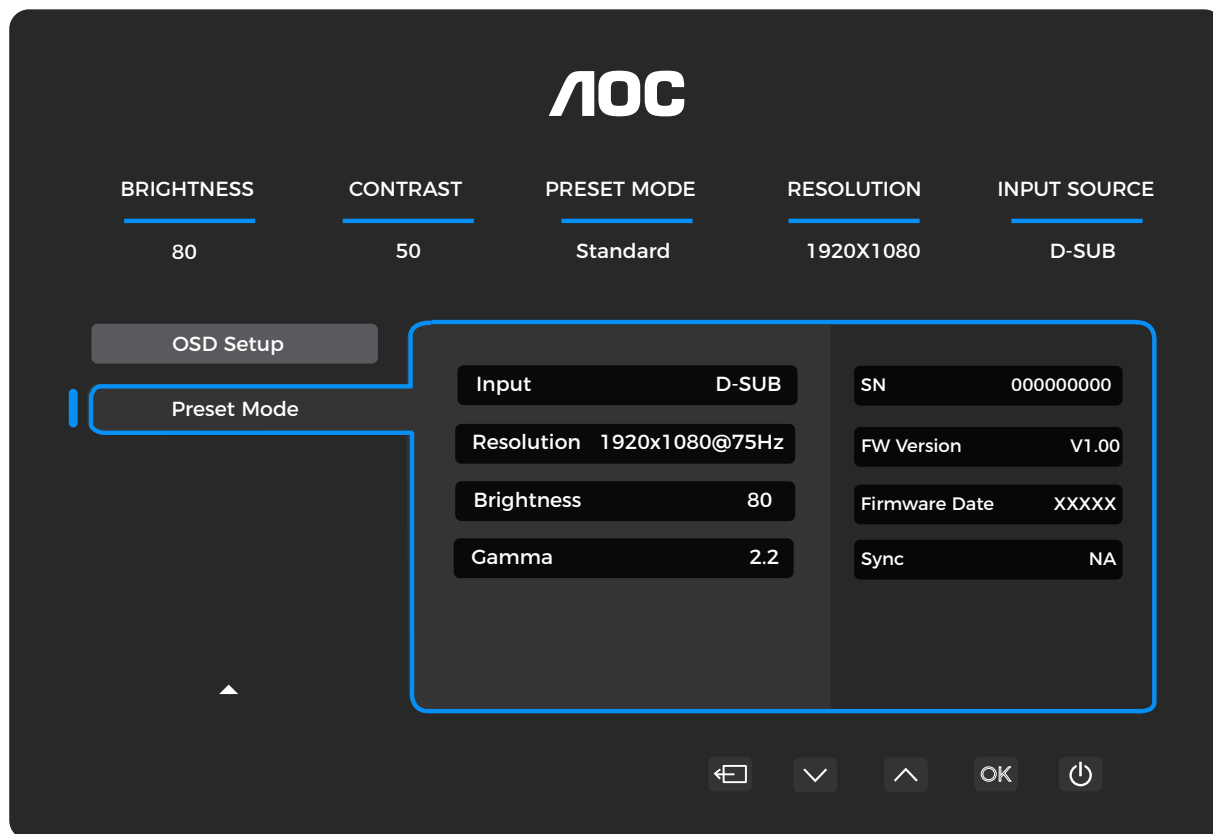 AOC
BRIGHTNESS CONTRAST PRESET MODE RESOLUTION INPUT SOURCE
80 50 Standard 1920X1080 D-SUB
OSD Setup
Preset Mode
Input D-SUB
Resolution 1920x1080@75Hz
Brightness 80
Gamma 2.2
SN 000000000
FW Version V1.00
Firmware Date XXXXX
Sync NA
OK